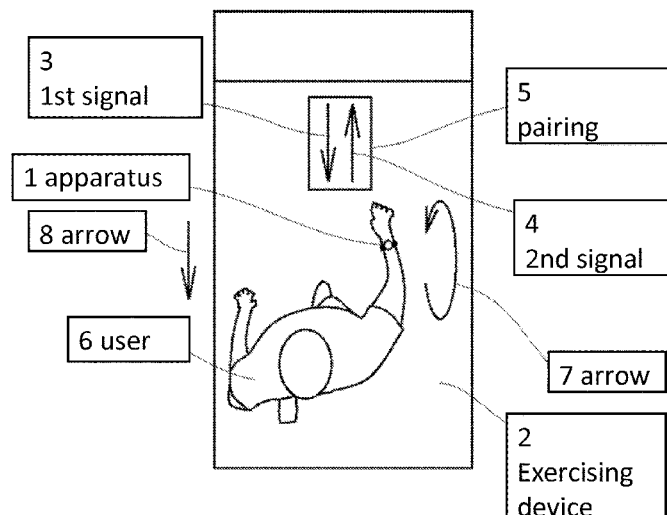 3
1st signal
5
pairing
1 apparatus
8 arrow
4
2nd signal
6 user
7 arrow
2
Exercising
device